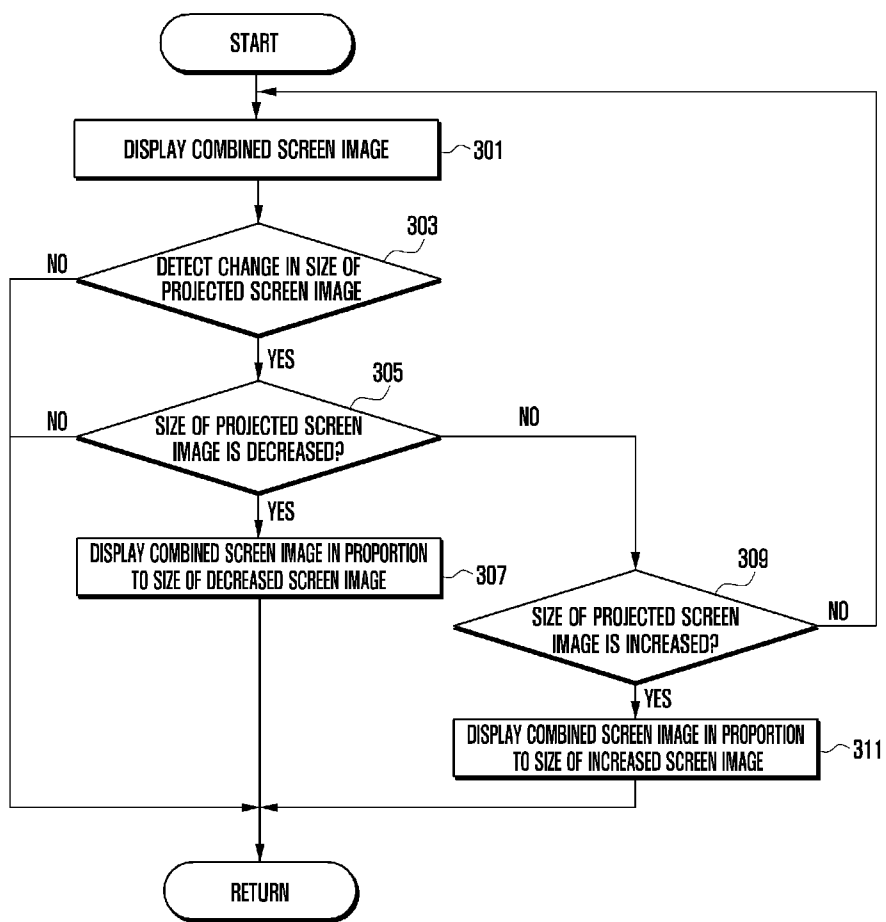 START
DISPLAY COMBINED SCREEN IMAGE
301
303
NO
DETECT CHANGE IN SIZE OF
PROJECTED SCREEN IMAGE
YES
305
NO
SIZE OF PROJECTED SCREEN
IMAGE IS DECREASED?
NO
YES
DISPLAY COMBINED SCREEN IMAGE IN PROPORTION
TO SIZE OF DECREASED SCREEN IMAGE
307
309
SIZE OF PROJECTED SCREEN
IMAGE IS INCREASED?
NO
YES
DISPLAY COMBINED SCREEN IMAGE IN PROPORTION
TO SIZE OF INCREASED SCREEN IMAGE
311
RETURN